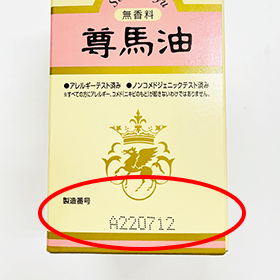 無香料
尊馬油
●アレルギーテスト済み ●ノンコメドジェニックテスト済み
※すべての方にアレルギー、コメド(ニキビのもと)が起きないわけではありません。
製造番号
A220712